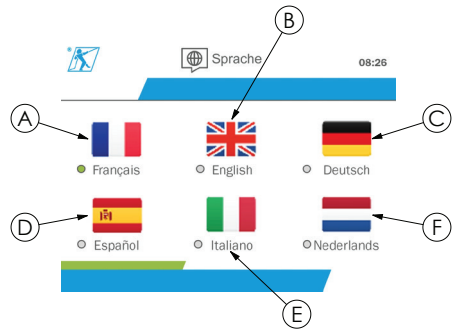 B
Sprache 08:26
A C
Français English Deutsch
D F
Español Italiano Nederlands
E